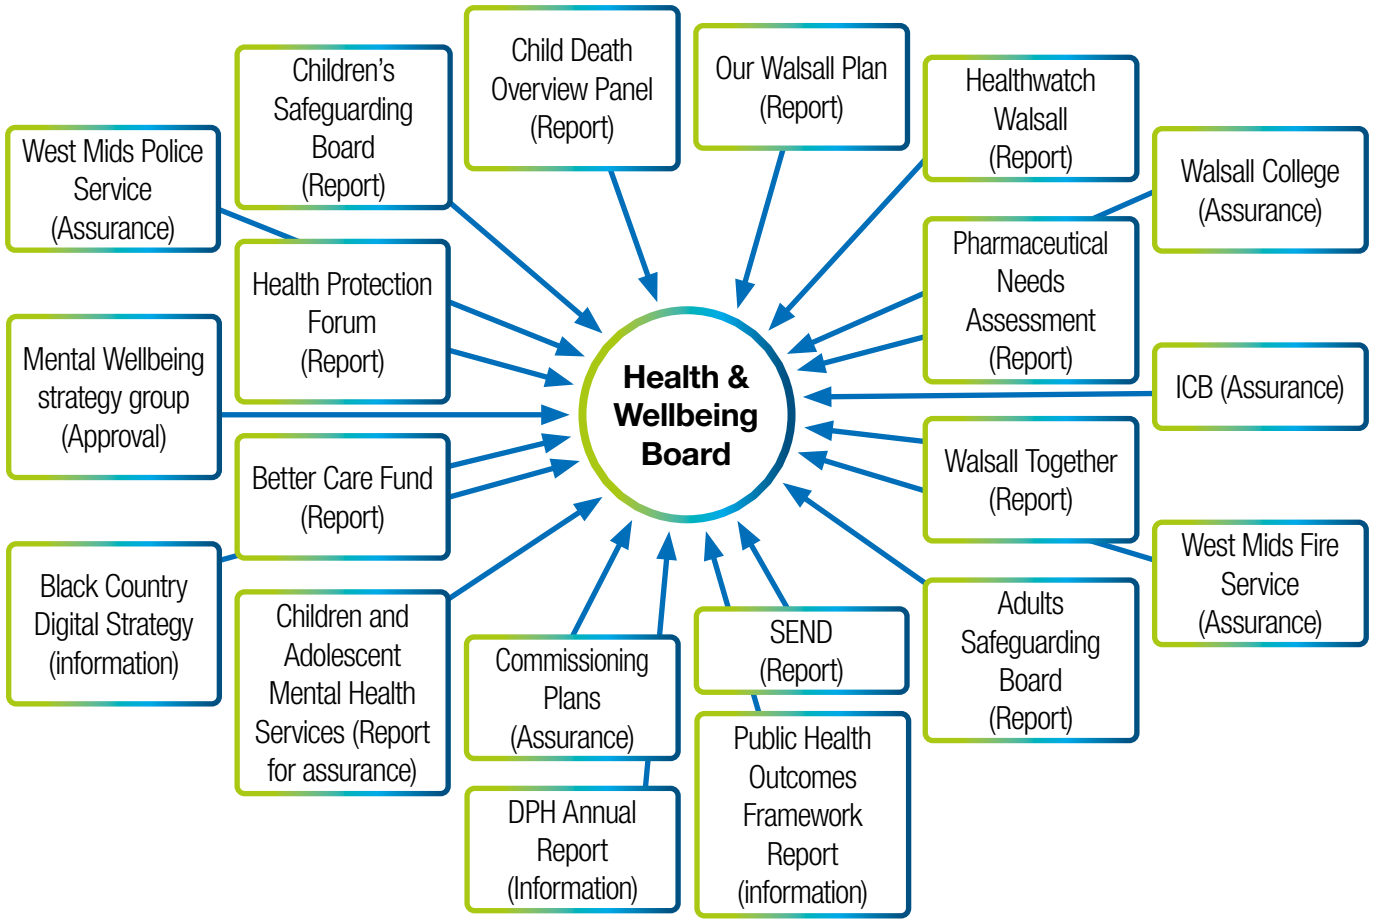 Child Death
Overview Panel
(Report)
Our Walsall Plan
(Report)
Children's
Safeguarding
Board
(Report)
Healthwatch
Walsall
(Report)
West Mids Police
Service
(Assurance)
Walsall College
(Assurance)
Health Protection
Forum
(Report)
Pharmaceutical
Needs
Assessment
(Report)
Mental Wellbeing
strategy group
(Approval)
Health &
Wellbeing
Board
ICB (Assurance)
Better Care Fund
(Report)
Walsall Together
(Report)
Black Country
Digital Strategy
(information)
West Mids Fire
Service
(Assurance)
Children and
Adolescent
Mental Health
Services (Report
for assurance)
Adults
Safeguarding
Board
(Report)
Commissioning
Plans
(Assurance)
SEND
(Report)
DPH Annual
Report
(Information)
Public Health
Outcomes
Framework
Report
(information)